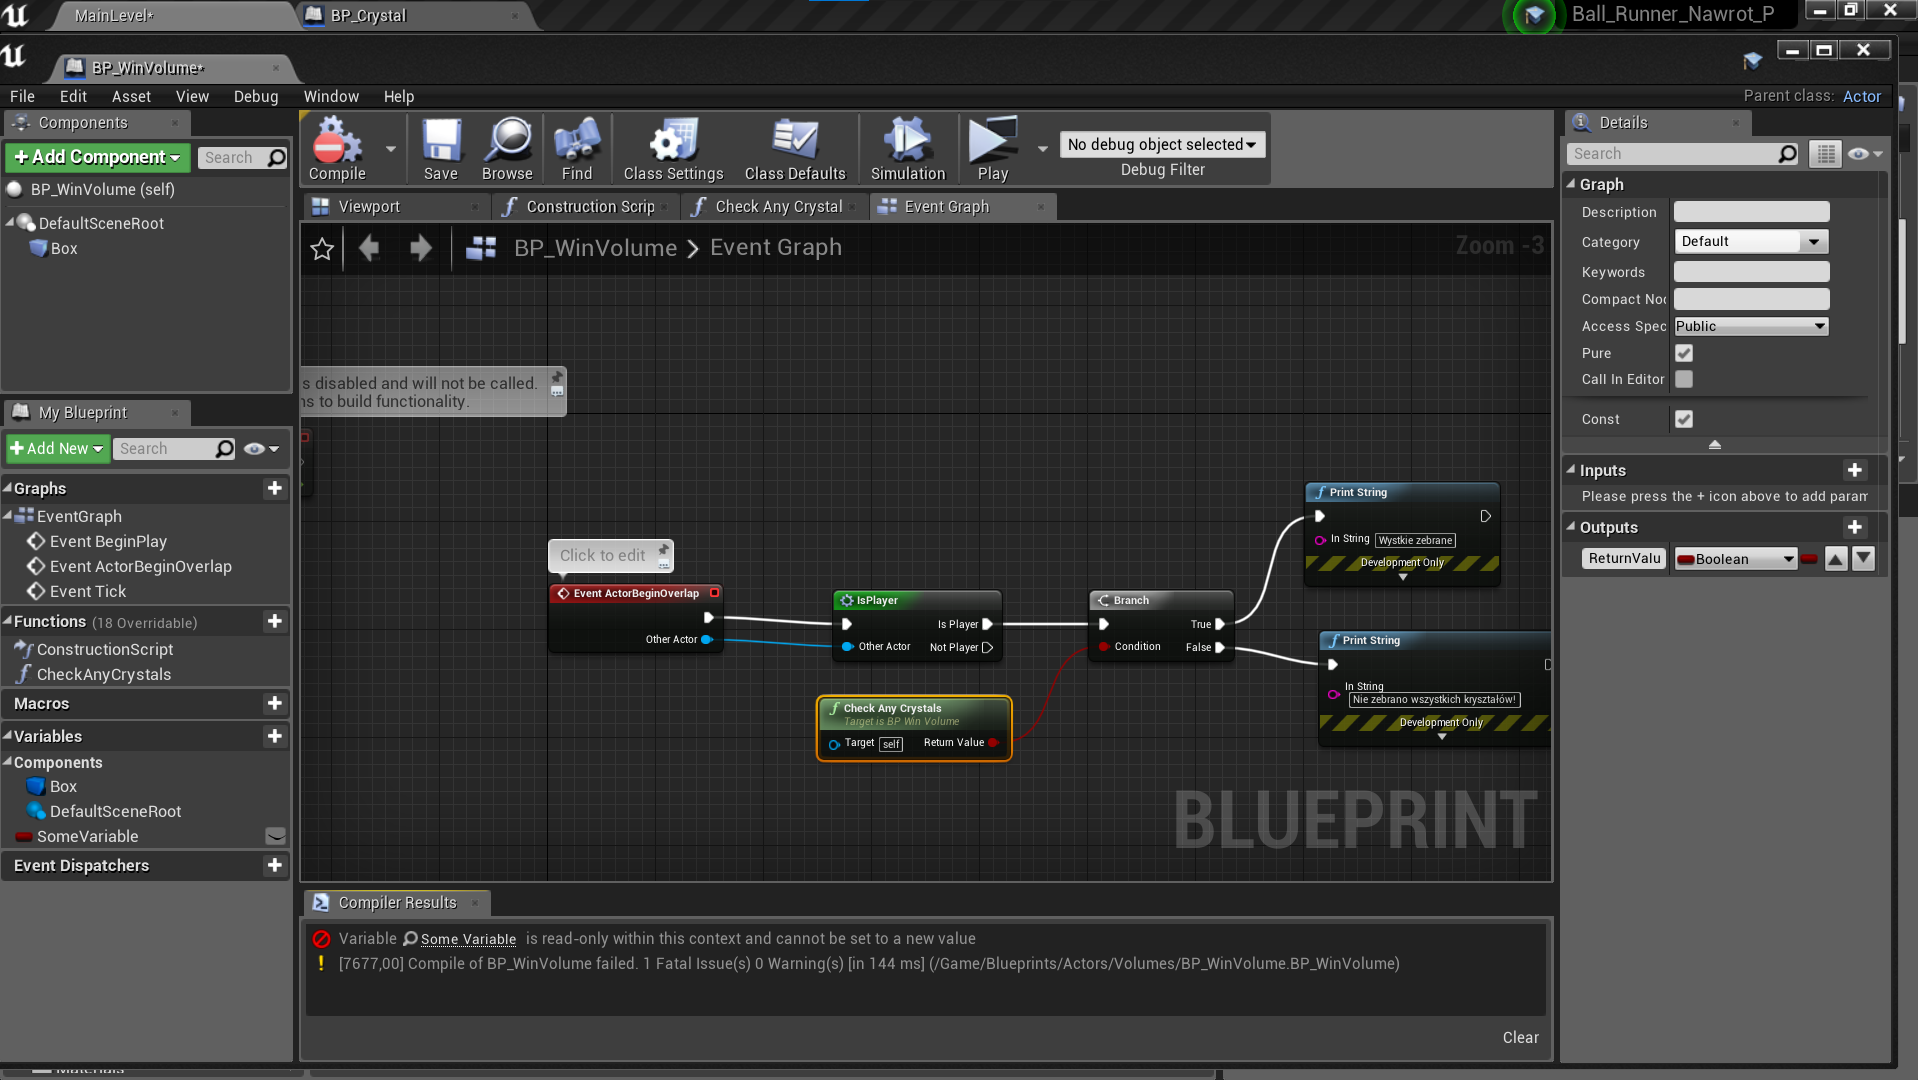 MainLevel*
BP_Crystal
Ball_Runner_Nawrot_P
BP_WinVolume*
File Edit Asset View Debug Window Help
Parent class: Actor
Components
+Add Component
Search
BP_WinVolume (self)
DefaultSceneRoot
Box
My Blueprint
+Add New
Search
Graphs
EventGraph
Event BeginPlay
Event ActorBeginOverlap
Event Tick
Functions (18 Overridable)
ConstructionScript
CheckAnyCrystals
Macros
Variables
Components
Box
DefaultSceneRoot
SomeVariable
Event Dispatchers
Compile Save Browse Find Class Settings Class Defaults Simulation Play
No debug object selected
Debug Filter
Viewport
Construction Scrip
Check Any Crystal
Event Graph
BP_WinVolume > Event Graph
Zoom -3
s disabled and will not be called.
ns to build functionality.
Click to edit
Event ActorBeginOverlap
Other Actor
IsPlayer
Is Player
Other Actor Not Player
Check Any Crystals
Target is BP Win Volume
Target self Return Value
Branch
True
Condition False
Print String
In String Wystkie zebrane
Development Only
Print String
In String
Nie zebrano wszystkich kryształów!
Development Only
BLUEPRINT
Compiler Results
Variable Some Variable is read-only within this context and cannot be set to a new value
[7677,00] Compile of BP_WinVolume failed. 1 Fatal Issue(s) 0 Warning(s) [in 144 ms] (/Game/Blueprints/Actors/Volumes/BP_WinVolume.BP_WinVolume)
Clear
Details
Search
Graph
Description
Category Default
Keywords
Compact Noc
Access Spec Public
Pure
Call In Editor
Const
Inputs
Please press the + icon above to add param
Outputs
ReturnValu Boolean
Materials